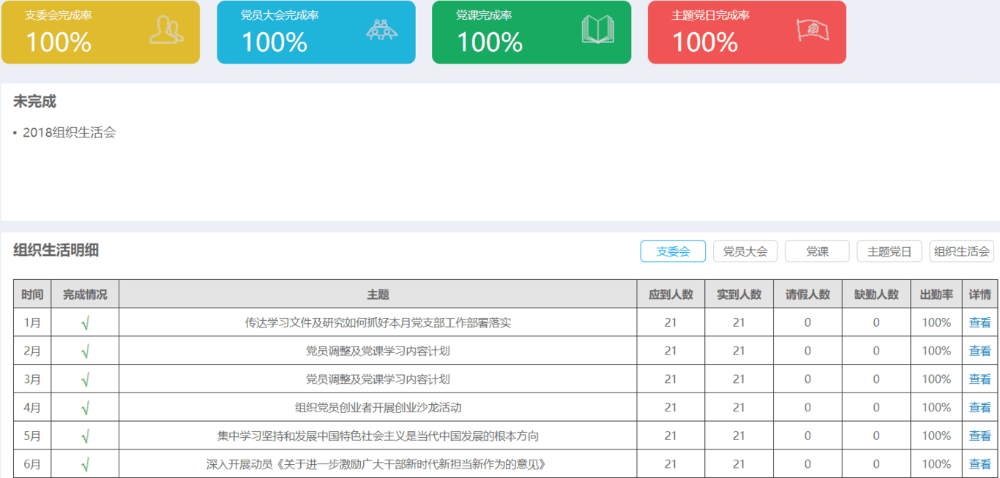 支委会完成率 党员大会完成率 党课完成率 主题党日完成率
100% 100% 100% 100%
未完成
• 2018组织生活会
组织生活明细 支委会 党员大会 党课 主题党日 组织生活会
时间 完成情况 主题 应到人数 实到人数 请假人数 缺勤人数 出勤率 详情
1月 √ 传达学习文件及研究如何抓好本月党支部工作部署落实 21 21 0 0 100% 查看
2月 √ 党员调整及党课学习内容计划 21 21 0 0 100% 查看
3月 √ 党员调整及党课学习内容计划 21 21 0 0 100% 查看
4月 √ 组织党员创业者开展创业沙龙活动 21 21 0 0 100% 查看
5月 √ 集中学习坚持和发展中国特色社会主义是当代中国发展的根本方向 21 21 0 0 100% 查看
6月 √ 深入开展动员《关于进一步激励广大干部新时代新担当新作为的意见》 21 21 0 0 100% 查看